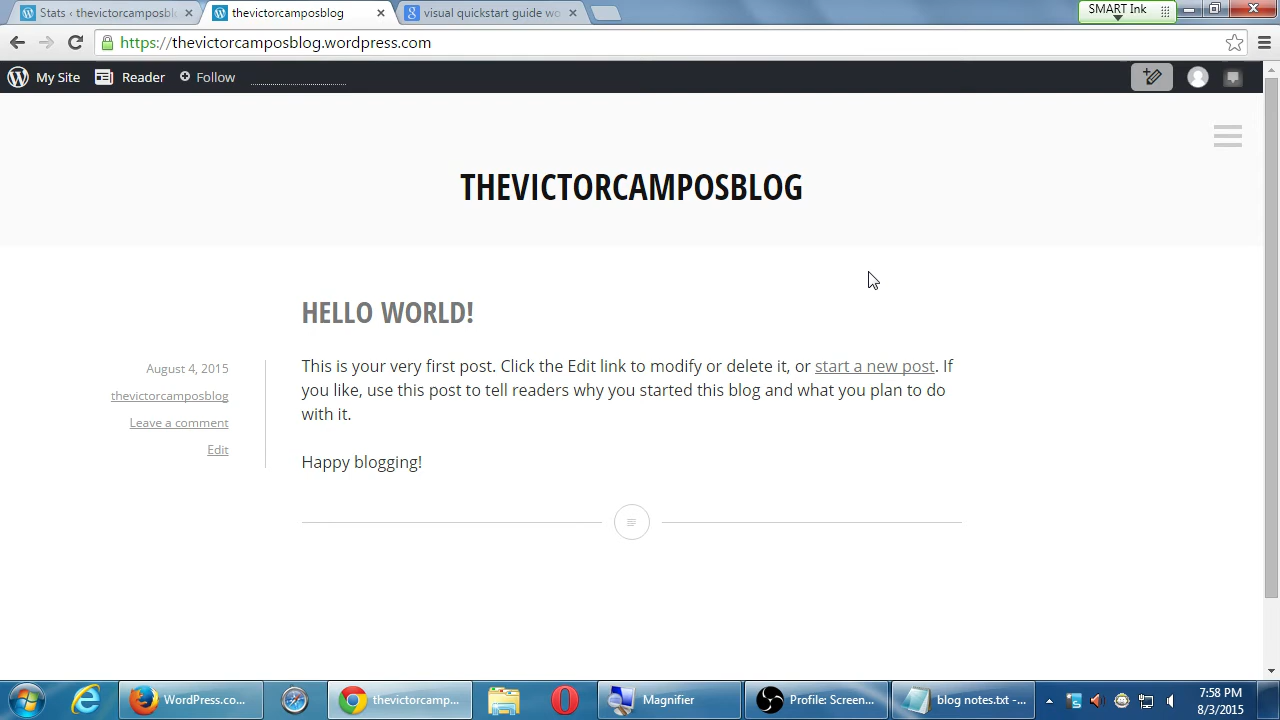 Stats ‹ thevictorcamposbl
thevictorcamposblog
visual quickstart guide wo
SMART Ink
https://thevictorcamposblog.wordpress.com
My Site
Reader
Follow
THEVICTORCAMPOSBLOG
HELLO WORLD!
August 4, 2015
thevictorcamposblog
Leave a comment
Edit
This is your very first post. Click the Edit link to modify or delete it, or start a new post. If
you like, use this post to tell readers why you started this blog and what you plan to do
with it.
Happy blogging!
WordPress.co...
thevictorcamp...
Magnifier
Profile: Screen...
blog notes.txt -...
7:58 PM
8/3/2015